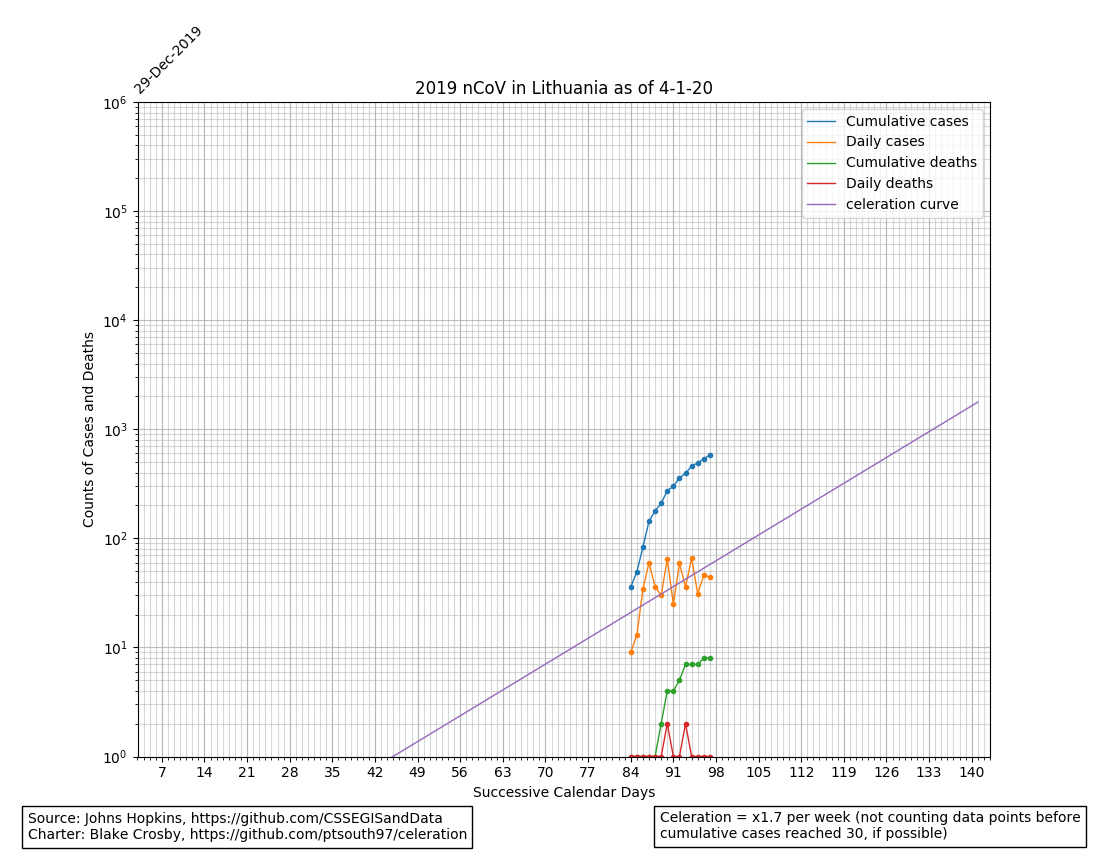 29-Dec-2019
2019 nCoV in Lithuania as of 4-1-20
10^6
10^5
10^4
10^3
10^2
10^1
10^0
Counts of Cases and Deaths
Cumulative cases
Daily cases
Cumulative deaths
Daily deaths
celeration curve
7 14 21 28 35 42 49 56 63 70 77 84 91 98 105 112 119 126 133 140
Successive Calendar Days
Source: Johns Hopkins, https://github.com/CSSEGISandData
Charter: Blake Crosby, https://github.com/ptsouth97/celeration
Celeration = x1.7 per week (not counting data points before
cumulative cases reached 30, if possible)